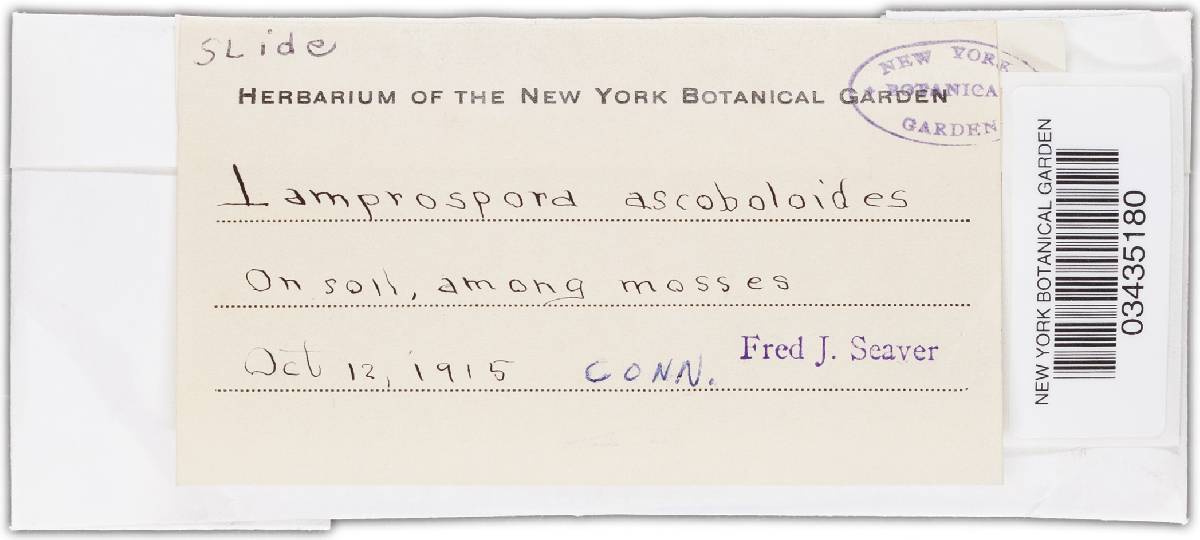 SLide
HERBARIUM OF THE NEW YORK BOTANICAL GARDEN
NEW YORK
BOTANICA
GARDEN
Lamprospora ascoboloides
On soil, among mosses
Oct 12, 1915 CONN. Fred J. Seaver
NEW YORK BOTANICAL GARDEN
03435180